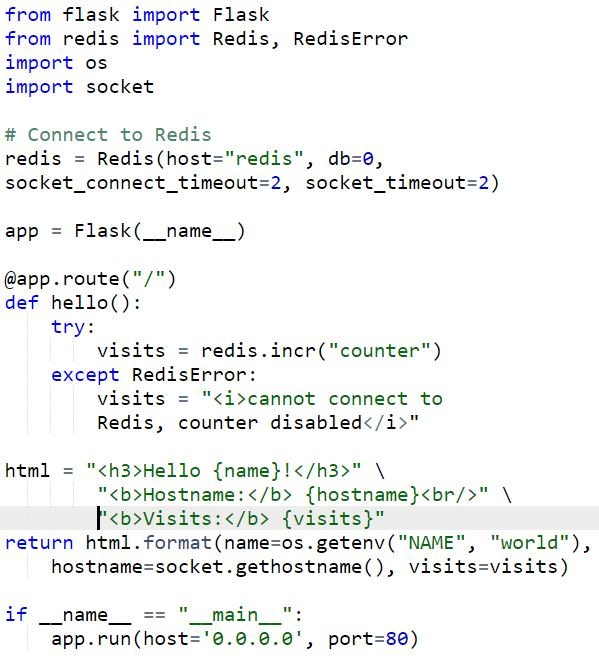 from flask import Flask
from redis import Redis, RedisError
import os
import socket

# Connect to Redis
redis = Redis(host="redis", db=0,
socket_connect_timeout=2, socket_timeout=2)

app = Flask(__name__)

@app.route("/")
def hello():
    try:
        visits = redis.incr("counter")
    except RedisError:
        visits = "<i>cannot connect to
        Redis, counter disabled</i>"

html = "<h3>Hello {name}!</h3>" \
        "<b>Hostname:</b> {hostname}<br/>" \
        "<b>Visits:</b> {visits}"
return html.format(name=os.getenv("NAME", "world"),
    hostname=socket.gethostname(), visits=visits)

if __name__ == "__main__":
    app.run(host='0.0.0.0', port=80)